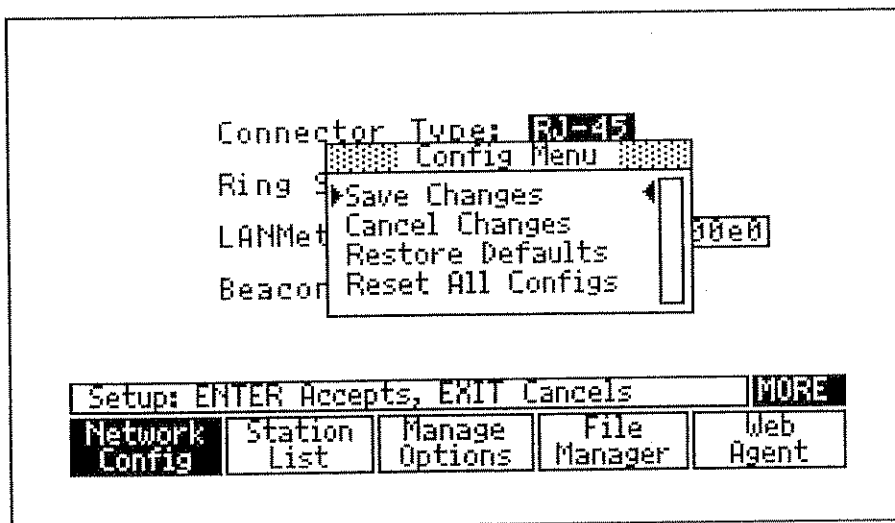 Connector Type: RJ-45
Config Menu
Ring S
Save Changes
LANMet
Cancel Changes
00e0
Restore Defaults
Beacon
Reset All Configs
Setup: ENTER Accepts, EXIT Cancels MORE
Network Config
Station List
Manage Options
File Manager
Web Agent